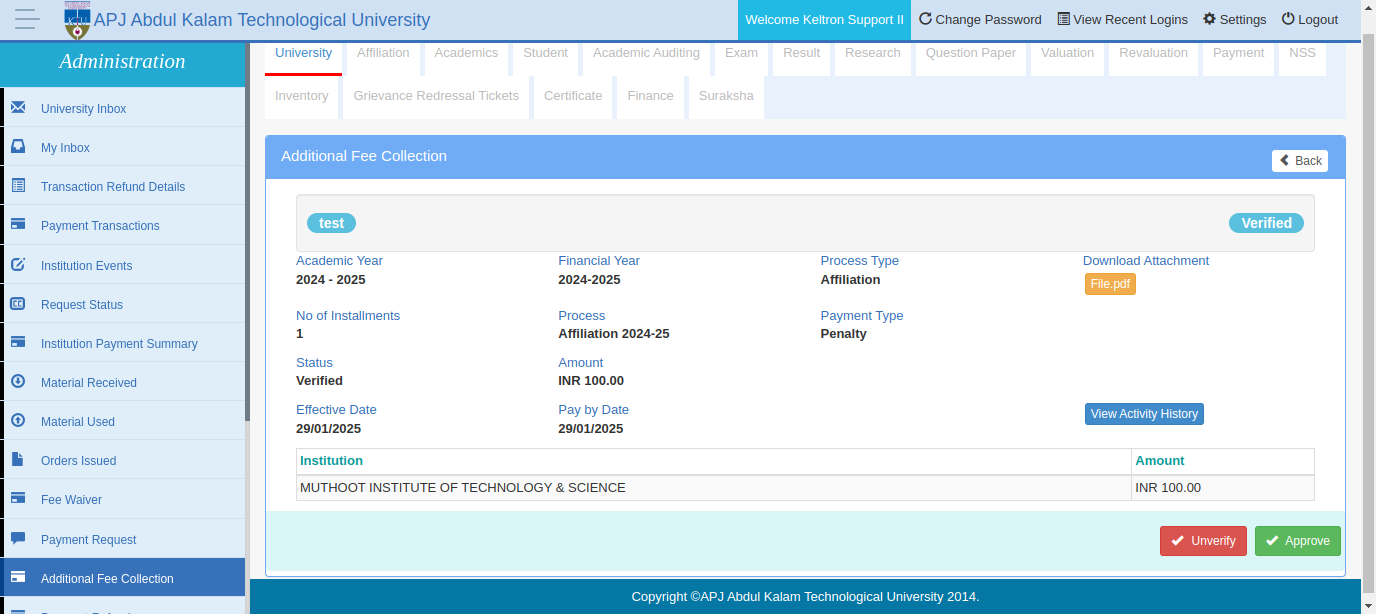 APJ Abdul Kalam Technological University
Welcome Keltron Support II
Change Password
View Recent Logins
Settings
Logout
Administration
University Inbox
My Inbox
Transaction Refund Details
Payment Transactions
Institution Events
Request Status
Institution Payment Summary
Material Received
Material Used
Orders Issued
Fee Waiver
Payment Request
Additional Fee Collection
University Affiliation Academics Student Academic Auditing Exam Result Research Question Paper Valuation Revaluation Payment NSS
Inventory Grievance Redressal Tickets Certificate Finance Suraksha
Additional Fee Collection
Back
test
Verified
Academic Year Financial Year Process Type Download Attachment
2024 - 2025 2024-2025 Affiliation File.pdf
No of Installments Process Payment Type
1 Affiliation 2024-25 Penalty
Status Amount
Verified INR 100.00
Effective Date Pay by Date
29/01/2025 29/01/2025
View Activity History
Institution Amount
MUTHOOT INSTITUTE OF TECHNOLOGY & SCIENCE INR 100.00
Unverify Approve
Copyright ©APJ Abdul Kalam Technological University 2014.